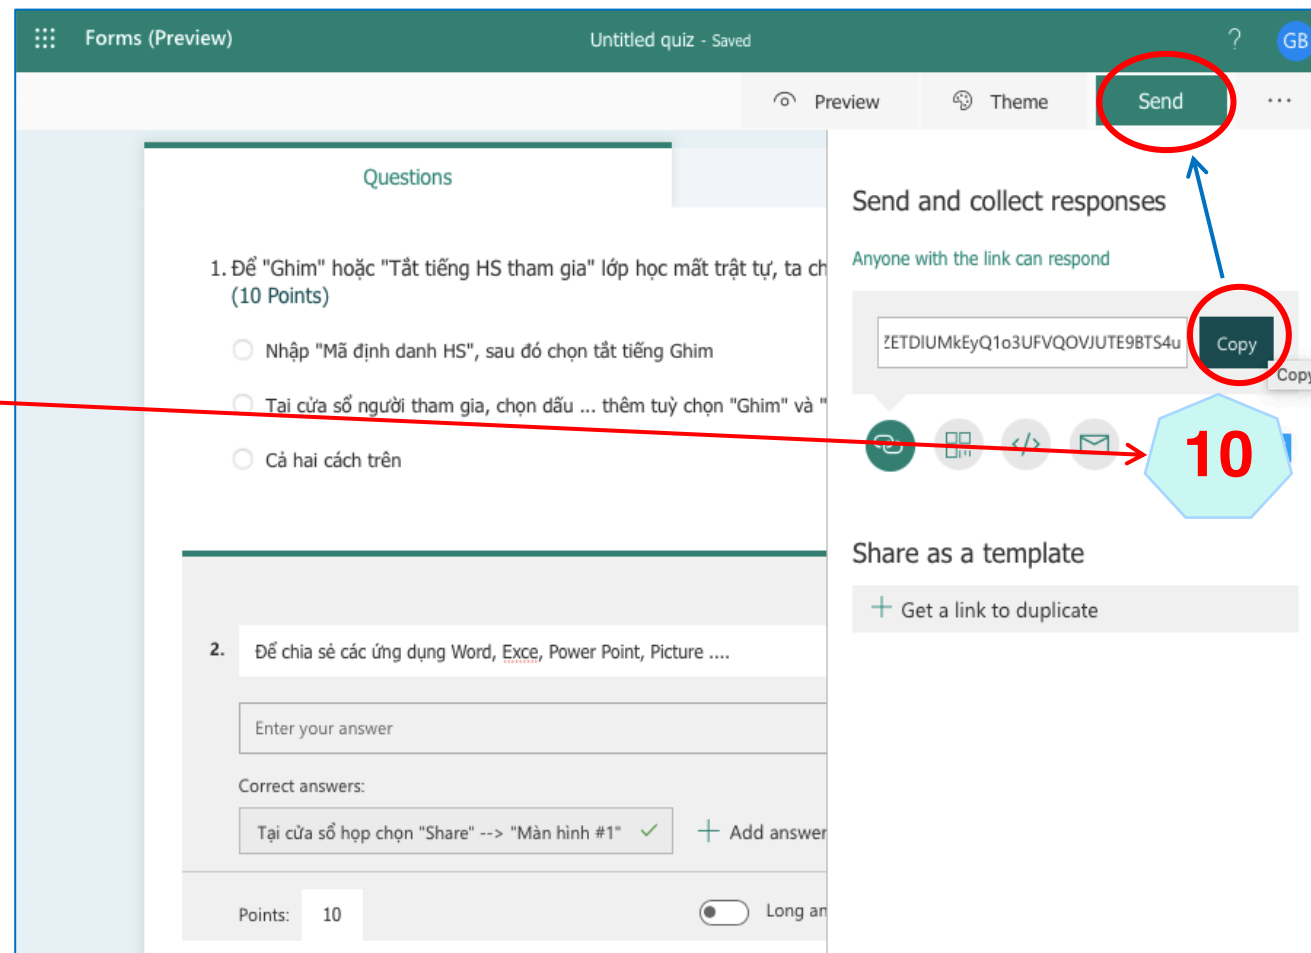 Forms (Preview)
Untitled quiz - Saved
?
GB
Preview
Theme
Send
...
Questions
1. Để "Ghim" hoặc "Tắt tiếng HS tham gia" lớp học mất trật tự, ta ch
(10 Points)
Nhập "Mã định danh HS", sau đó chọn tắt tiếng Ghim
Tại cửa sổ người tham gia, chọn dấu ... thêm tuỳ chọn "Ghim" và "
Cả hai cách trên
2. Để chia sẻ các ứng dụng Word, Exce, Power Point, Picture ....
Enter your answer
Correct answers:
Tại cửa sổ họp chọn "Share" --> "Màn hình #1"
+ Add answer
Points: 10
Long an
Send and collect responses
Anyone with the link can respond
ZETDlUMkEyQ1o3UFVQOVJUTE9BTS4u
Copy
Copy
</>
10
Share as a template
+ Get a link to duplicate